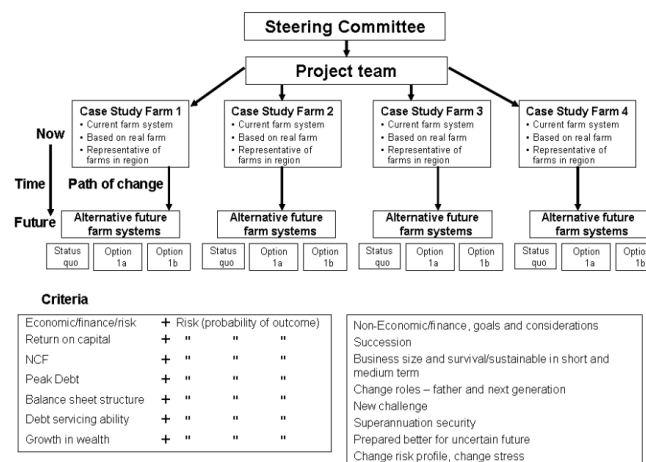 Steering Committee
Project team
Case Study Farm 1
• Current farm system
• Based on real farm
• Representative of
farms in region
Case Study Farm 2
• Current farm system
• Based on real farm
• Representative of
farms in region
Case Study Farm 3
• Current farm system
• Based on real farm
• Representative of
farms in region
Case Study Farm 4
• Current farm system
• Based on real farm
• Representative of
farms in region
Now
Time
Path of change
Future
Alternative future
farm systems
Alternative future
farm systems
Alternative future
farm systems
Alternative future
farm systems
Status
quo
Option
1a
Option
1b
Status
quo
Option
1a
Option
1b
Status
quo
Option
1a
Option
1b
Status
quo
Option
1a
Optio
1b
Criteria
Economic/finance/risk + Risk (probability of outcome)
Return on capital + " " "
NCF + " " "
Peak Debt + " " "
Balance sheet structure + " " "
Debt servicing ability + " " "
Growth in wealth + " " "
Non-Economic/finance, goals and considerations
Succession
Business size and survival/sustainable in short and
medium term
Change roles – father and next generation
New challenge
Superannuation security
Prepared better for uncertain future
Change risk profile, change stress